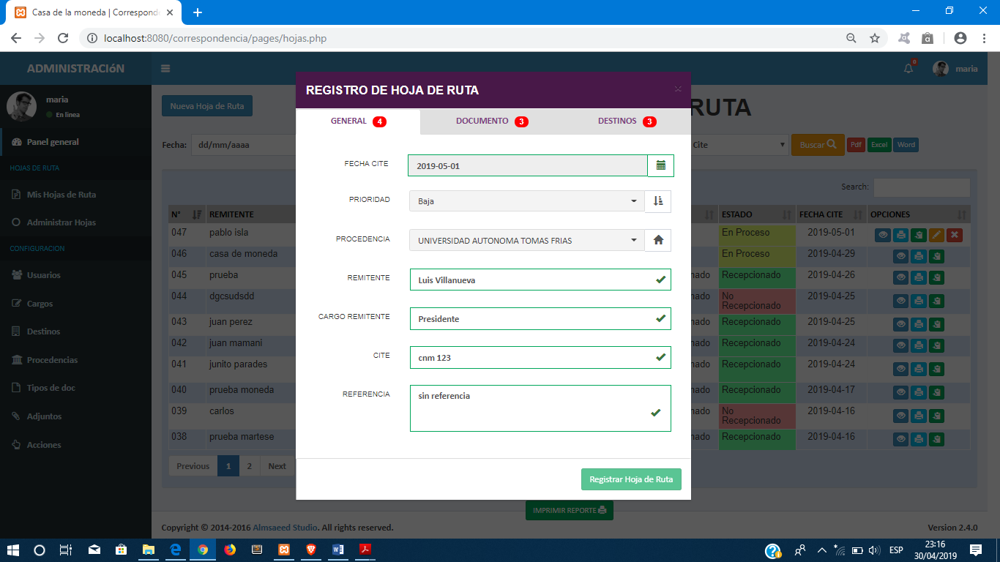 Casa de la moneda | Correspond
localhost:8080/correspondencia/pages/hojas.php
ADMINISTRACIóN
0
maria
maria
En linea
Panel general
HOJAS DE RUTA
Mis Hojas de Ruta
Administrar Hojas
CONFIGURACION
Usuarios
Cargos
Destinos
Procedencias
Tipos de doc
Adjuntos
Acciones
Nueva Hoja de Ruta
RUTA
Fecha: dd/mm/aaaa
Cite
Buscar
Pdf Excel Word
Search:
N° REMITENTE ESTADO FECHA CITE OPCIONES
047 pablo isla En Proceso 2019-05-01
046 casa de moneda En Proceso 2019-04-29
045 prueba nado Recepcionado 2019-04-26
044 dgcsudsdd nado No Recepcionado 2019-04-25
043 juan perez nado Recepcionado 2019-04-25
042 juan mamani nado Recepcionado 2019-04-24
041 junito parades nado Recepcionado 2019-04-24
040 prueba moneda nado Recepcionado 2019-04-17
039 carlos nado No Recepcionado 2019-04-16
038 prueba martese nado Recepcionado 2019-04-16
Previous 1 2 Next
REGISTRO DE HOJA DE RUTA ×
GENERAL 4 DOCUMENTO 3 DESTINOS 3
FECHA CITE 2019-05-01
PRIORIDAD Baja
PROCEDENCIA UNIVERSIDAD AUTONOMA TOMAS FRIAS
REMITENTE Luis Villanueva
CARGO REMITENTE Presidente
CITE cnm 123
REFERENCIA sin referencia
Registrar Hoja de Ruta
IMPRIMIR REPORTE
Copyright © 2014-2016 Almsaeed Studio. All rights reserved. Version 2.4.0
ESP
23:16
30/04/2019